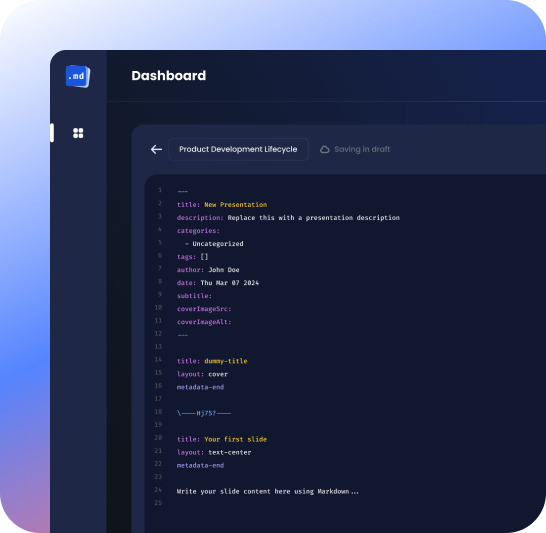 .md
Dashboard
Product Development Lifecycle
Saving in draft
1 ---
2 title: New Presentation
3 description: Replace this with a presentation description
4 categories:
5 - Uncategorized
6 tags: []
7 author: John Doe
8 date: Thu Mar 07 2024
9 subtitle:
10 coverImageSrc:
11 coverImageAlt:
12 ---
13
14 title: dummy-title
15 layout: cover
16 metadata-end
17
18 \----Hj75?----
19
20 title: Your first slide
21 layout: text-center
22 metadata-end
23
24 Write your slide content here using Markdown...
25